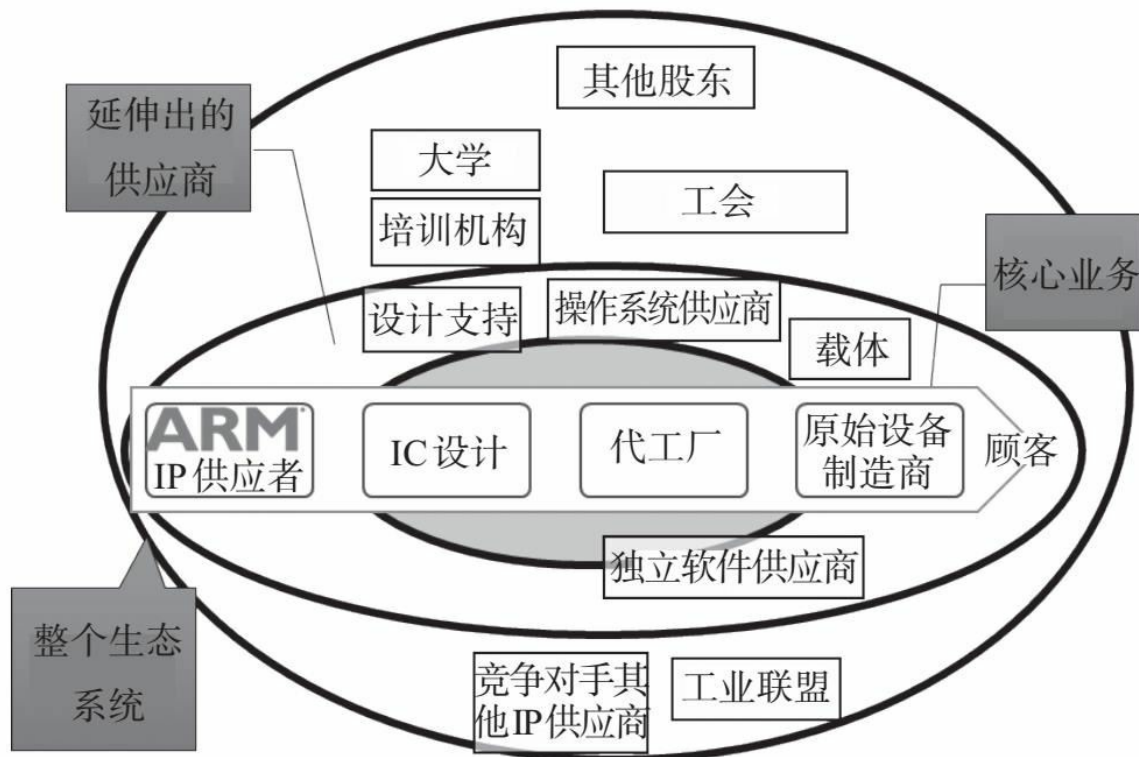 其他股东
延伸出的
供应商
大学
工会
培训机构
核心业务
设计支持
操作系统供应商
载体
ARM
IP供应者
IC设计
代工厂
原始设备
制造商
顾客
独立软件供应商
整个生态
系统
竞争对手其
他IP供应商
工业联盟